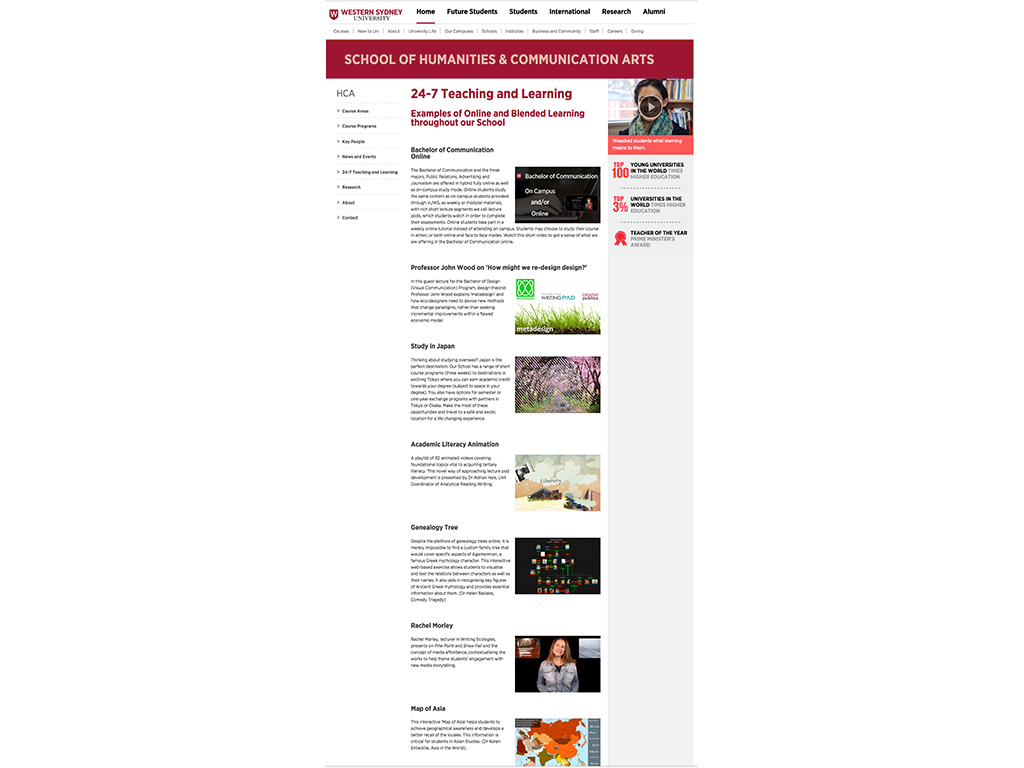 WESTERN SYDNEY
UNIVERSITY
Home Future Students Students International Research Alumni
Courses New to Uni About University Life Our Campuses Schools Institutes Business and Community Staff Careers Giving
SCHOOL OF HUMANITIES & COMMUNICATION ARTS
HCA
Course Areas
Course Programs
Key People
News and Events
24-7 Teaching and Learning
Research
About
Contact
24-7 Teaching and Learning
Examples of Online and Blended Learning
throughout our School
Bachelor of Communication
Online
The Bachelor of Communication and the three
majors, Public Relations, Advertising and
Journalism are offered in hybrid fully online as well
as on-campus study mode. Online students study
the same content as on-campus students provided
through vUWS, as weekly or modular materials,
with rich short lecture segments we call lecture
pods, which students watch in order to complete
their assessments. Online students take part in a
weekly online tutorial instead of attending on campus. Students may choose to study their course
in either, or both online and face to face modes. Watch this short video to get a sense of what we
are offering in the Bachelor of Communication online.
Bachelor of Communication
On Campus
and/or
Online
Professor John Wood on 'How might we re-design design?'
In this guest lecture for the Bachelor of Design
(Visual Communication) Program, design theorist
Professor John Wood explains 'metadesign' and
how eco-designers need to devise new methods
that change paradigms, rather than seeking
incremental improvements within a flawed
economic model.
WRITING PAD
creative
publics
metadesign
Study in Japan
Thinking about studying overseas? Japan is the
perfect destination. Our School has a range of short
course programs (three weeks) to destinations in
exciting Tokyo where you can earn academic credit
towards your degree (subject to space in your
degree). You also have options for semester or
one-year exchange programs with partners in
Tokyo or Osaka. Make the most of these
opportunities and travel to a safe and exotic
location for a life changing experience.
Academic Literacy Animation
A playlist of 3D animated videos covering
foundational topics vital to acquiring tertiary
literacy. This novel way of approaching lecture pod
development is presented by Dr Adrian Hale, Unit
Coordinator of Analytical Reading Writing.
Literacy
Genealogy Tree
Despite the plethora of genealogy trees online, it is
merely impossible to find a custom family tree that
would cover specific aspects of Agamemnon, a
famous Greek mythology character. This interactive
web-based exercise allows students to visualise
and test the relations between characters as well as
their names. It also aids in recognising key figures
of Ancient Greek mythology and provides essential
information about them. (Dr Helen Basiakos,
Comedy Tragedy)
Rachel Morley
Rachel Morley, lecturer in Writing Ecologies,
presents on Pine Point and Snow Fall and the
concept of media affordance, contextualising the
works to help frame students' engagement with
new media storytelling.
Map of Asia
This interactive 'Map of Asia' helps students to
achieve geographical awareness and develops a
better recall of the locales. This information is
critical for students in Asian Studies. (Dr Karen
Entwistle, Asia in the World).
We asked students what learning
means to them.
TOP 100 YOUNG UNIVERSITIES
IN THE WORLD TIMES
HIGHER EDUCATION
TOP 3% UNIVERSITIES IN THE
WORLD TIMES HIGHER
EDUCATION
TEACHER OF THE YEAR
PRIME MINISTER'S
AWARD